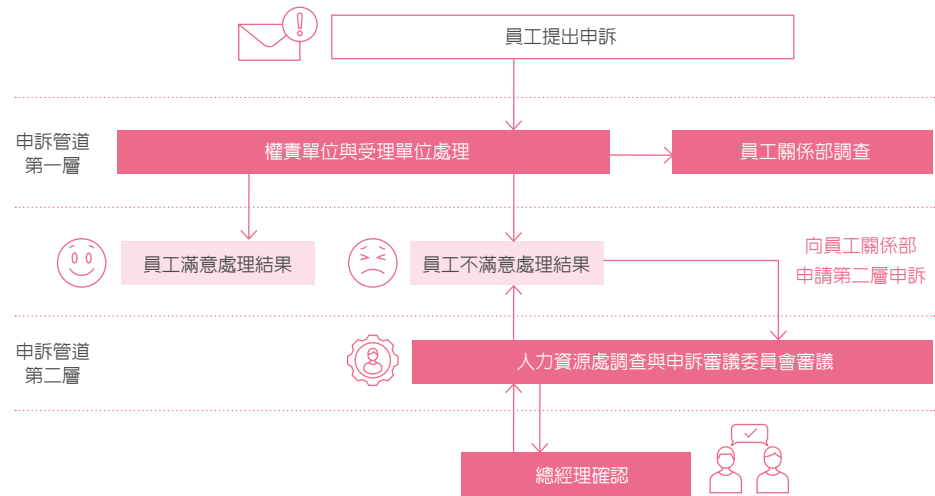 員工提出申訴
申訴管道
第一層
權責單位與受理單位處理
員工關係部調查
員工滿意處理結果
員工不滿意處理結果
向員工關係部
申請第二層申訴
申訴管道
第二層
人力資源處調查與申訴審議委員會審議
總經理確認